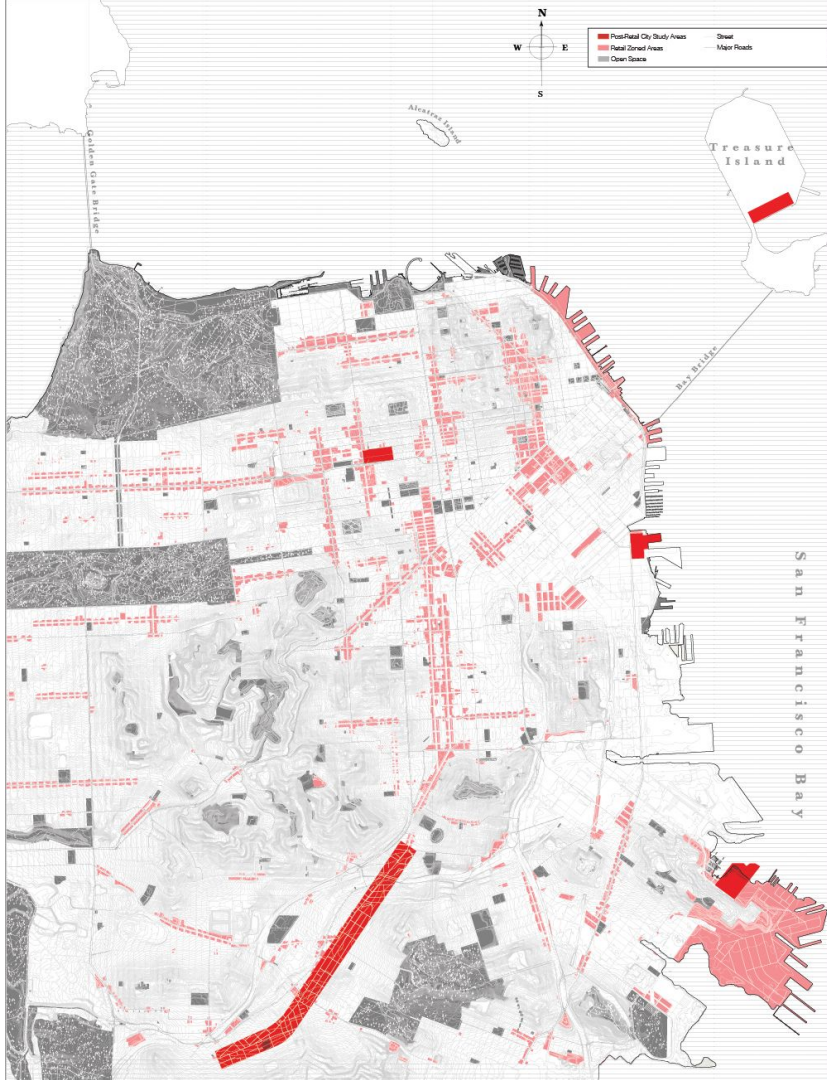 N
W E
S
Post-Retail City Study Areas
Retail Zoned Areas
Open Space
Street
Major Roads
Alcatraz Island
Golden Gate Bridge
Treasure
Island
Bay Bridge
San Francisco Bay